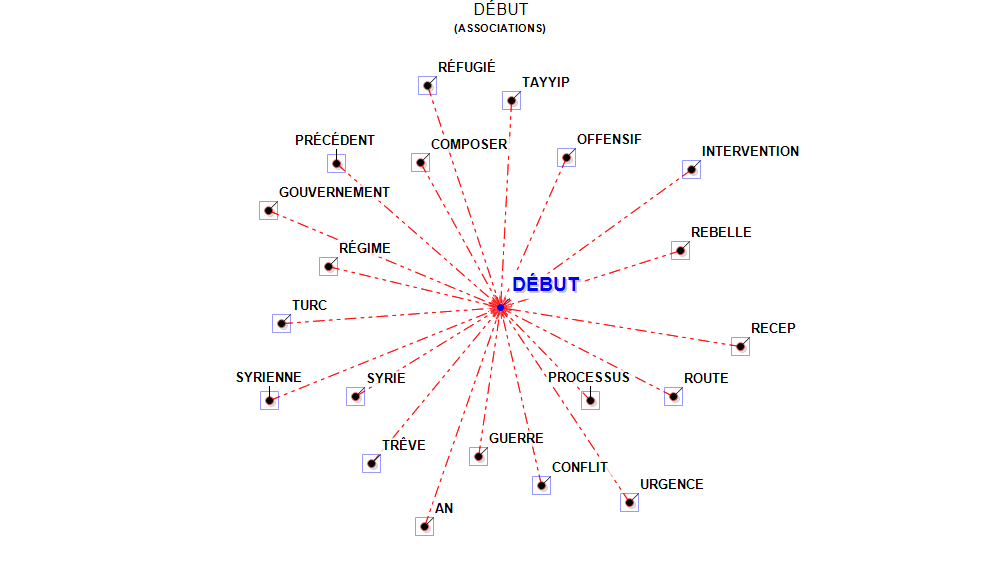 DÉBUT
(ASSOCIATIONS)
RÉFUGIÉ
TAYYIP
PRÉCÉDENT
COMPOSER
OFFENSIF
INTERVENTION
GOUVERNEMENT
REBELLE
RÉGIME
DÉBUT
TURC
RECEP
SYRIENNE
SYRIE
PROCESSUS
ROUTE
TRÊVE
GUERRE
CONFLIT
URGENCE
AN